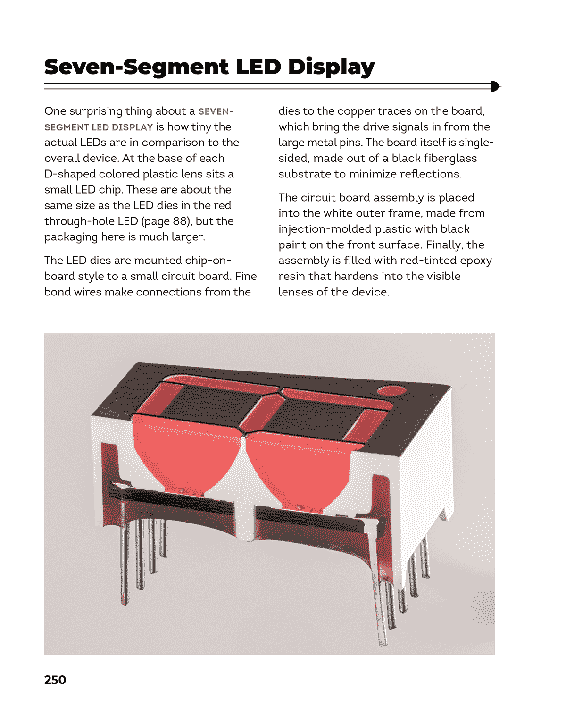 Seven-Segment LED Display
One surprising thing about a SEVEN-
SEGMENT LED DISPLAY is how tiny the
actual LEDs are in comparison to the
overall device. At the base of each
D-shaped colored plastic lens sits a
small LED chip. These are about the
same size as the LED dies in the red
through-hole LED (page 88), but the
packaging here is much larger.
The LED dies are mounted chip-on-
board style to a small circuit board. Fine
bond wires make connections from the
dies to the copper traces on the board,
which bring the drive signals in from the
large metal pins. The board itself is single-
sided, made out of a black fiberglass
substrate to minimize reflections.
The circuit board assembly is placed
into the white outer frame, made from
injection-molded plastic with black
paint on the front surface. Finally, the
assembly is filled with red-tinted epoxy
resin that hardens into the visible
lenses of the device.
250